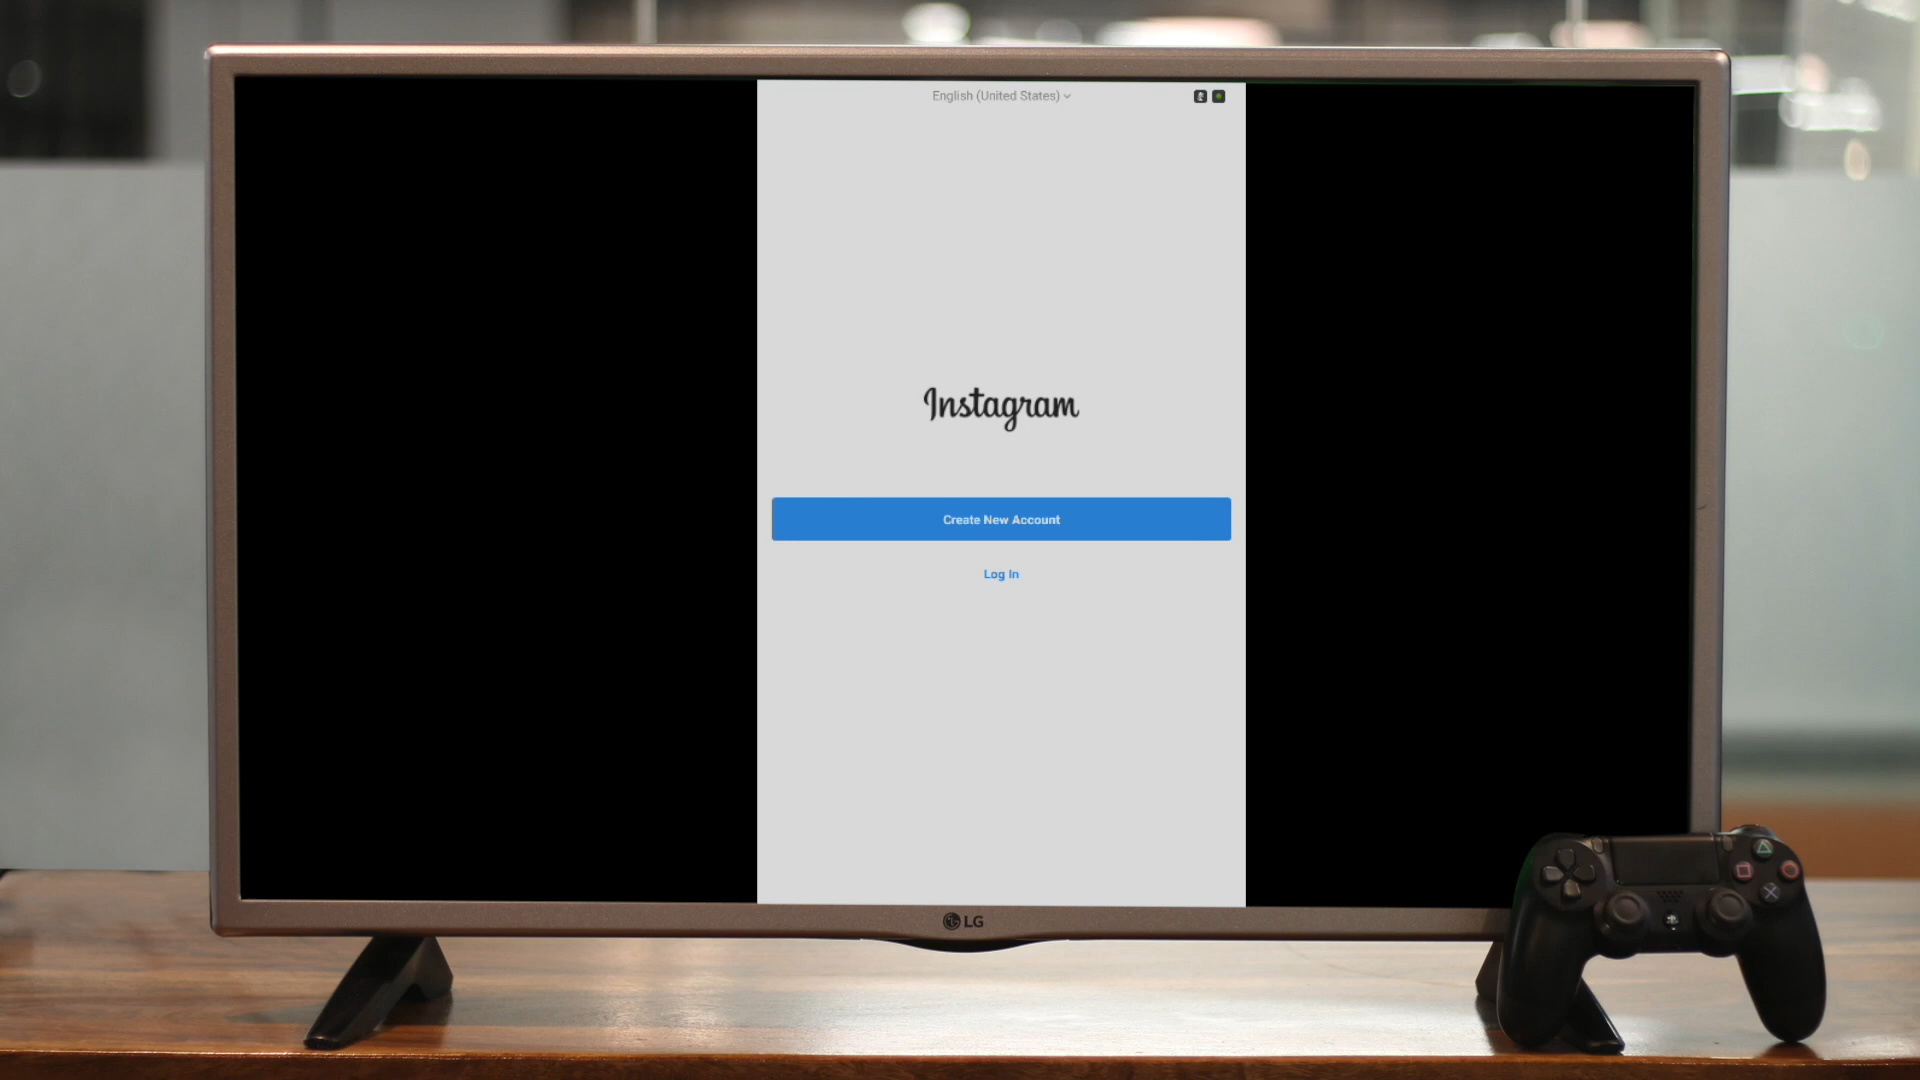 English (United States)
Instagram
Create New Account
Log In
LG